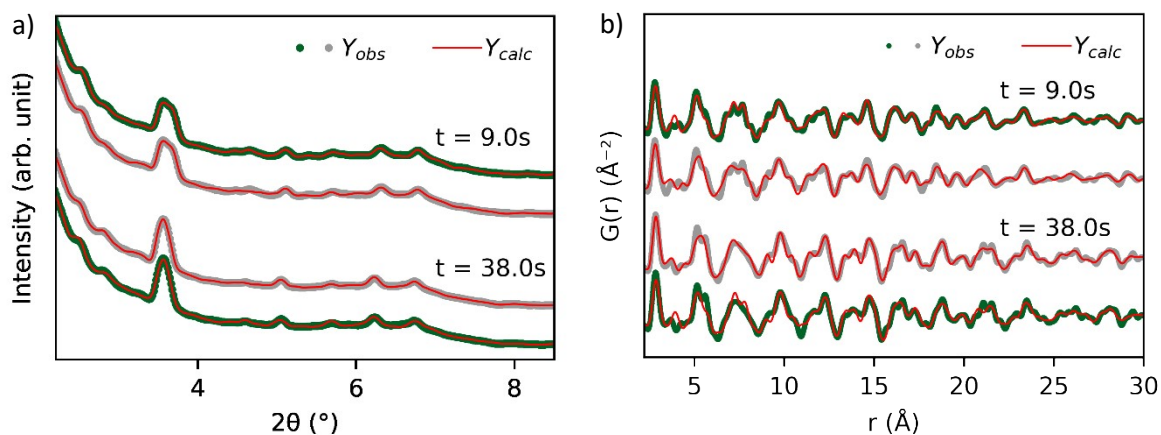 a)
Y_obs
Y_calc
t = 9.0s
t = 38.0s
Intensity (arb. unit)
4
6
8
2θ (°)
b)
Y_obs
Y_calc
t = 9.0s
t = 38.0s
G(r) (Å⁻²)
5
10
15
20
25
30
r (Å)